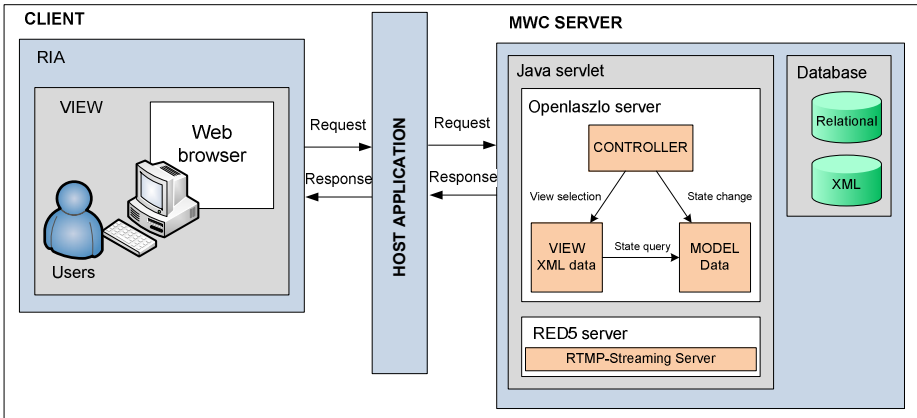 CLIENT
RIA
VIEW
Web
browser
Users
Request
Response
HOST APPLICATION
Request
Response
MWC SERVER
Java servlet
Openlaszlo server
CONTROLLER
View selection
State change
VIEW
XML data
State query
MODEL
Data
RED5 server
RTMP-Streaming Server
Database
Relational
XML